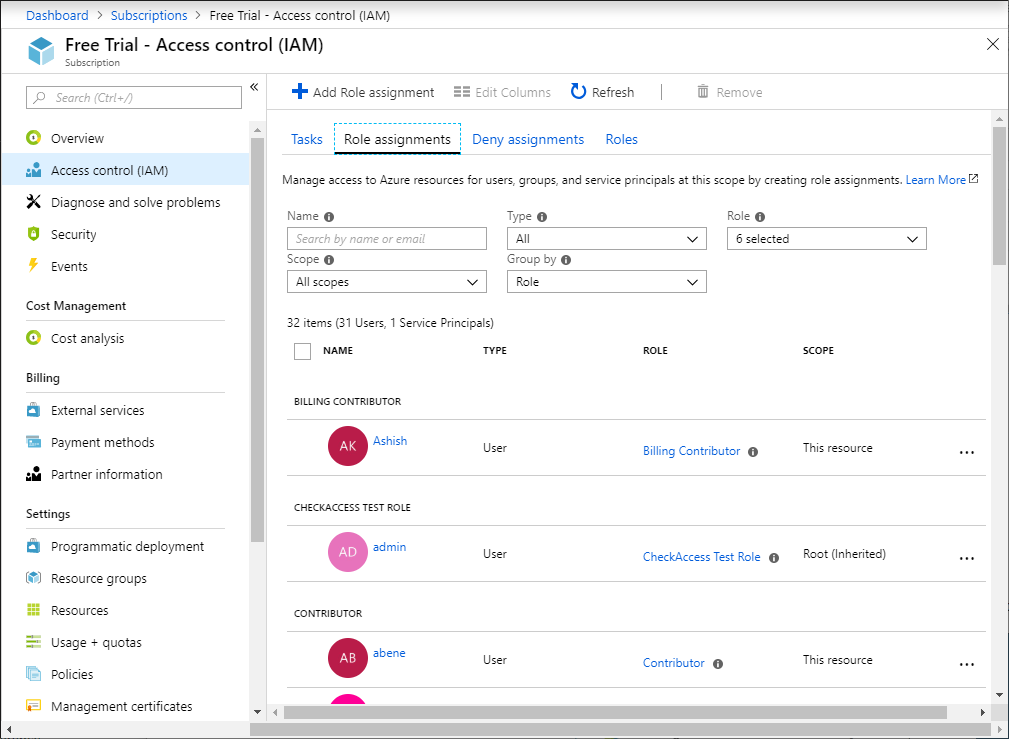 Dashboard > Subscriptions > Free Trial - Access control (IAM)
Free Trial - Access control (IAM)
Subscription
Search (Ctrl+/)
Overview
Access control (IAM)
Diagnose and solve problems
Security
Events
Cost Management
Cost analysis
Billing
External services
Payment methods
Partner information
Settings
Programmatic deployment
Resource groups
Resources
Usage + quotas
Policies
Management certificates
Add Role assignment Edit Columns Refresh Remove
Tasks Role assignments Deny assignments Roles
Manage access to Azure resources for users, groups, and service principals at this scope by creating role assignments. Learn More
Name Type Role
Search by name or email All 6 selected
Scope Group by
All scopes Role
32 items (31 Users, 1 Service Principals)
NAME TYPE ROLE SCOPE
BILLING CONTRIBUTOR
AK Ashish User Billing Contributor This resource ...
CHECKACCESS TEST ROLE
AD admin User CheckAccess Test Role Root (Inherited) ...
CONTRIBUTOR
AB abene User Contributor This resource ...